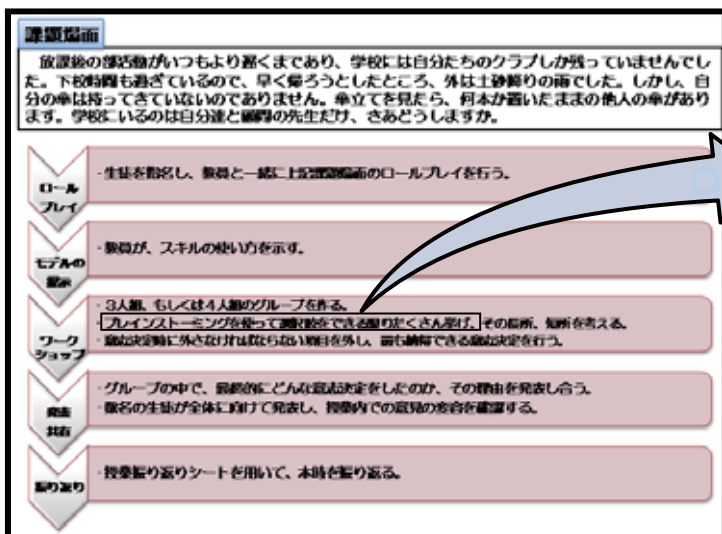 課題場面
放課後の部活動がいつもより遅くまであり、学校には自分たちのクラブしか残っていませんでし
た。下校時間も過ぎているので、早く帰ろうとしたところ、外は土砂降りの雨でした。しかし、自
分の傘は持ってきていないのでありません。傘立てを見たら、何本か置いたままの他人の傘があり
ます。学校にいるのは自分達と顧問の先生だけ、さあどうしますか。
ロール
プレイ
・生徒を指名し、教員と一緒に上記課題場面のロールプレイを行う。
モデルの
提示
・教員が、スキルの使い方を示す。
ワーク
ショップ
・3人組、もしくは4人組のグループを作る。
・ブレインストーミングを使って選択肢をできる限りたくさん挙げ、その長所、短所を考える。
・意志決定時に外さなければならない項目を外し、最も納得できる意志決定を行う。
発表
共有
・グループの中で、最終的にどんな意志決定をしたのか、その理由を発表し合う。
・数名の生徒が全体に向けて発表し、授業内での意見の変容を確認する。
振り返り
・授業振り返りシートを用いて、本時を振り返る。